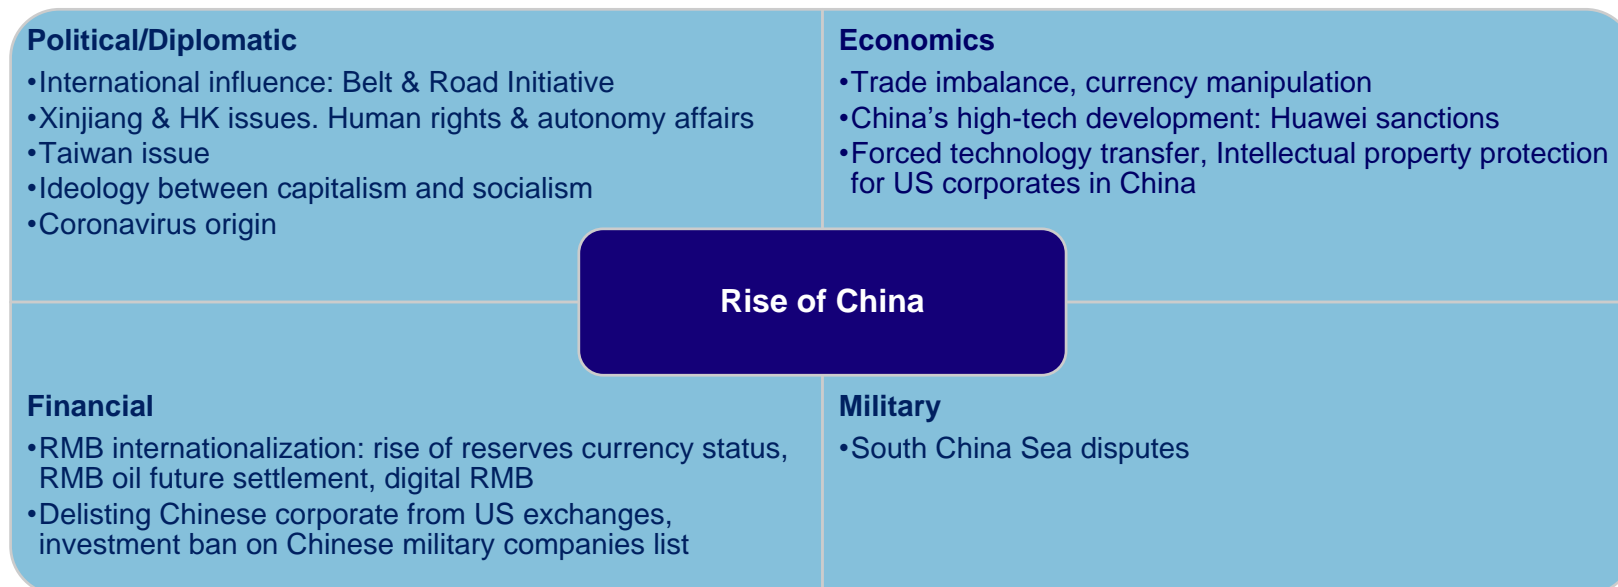 Political/Diplomatic
•International influence: Belt & Road Initiative
•Xinjiang & HK issues. Human rights & autonomy affairs
•Taiwan issue
•Ideology between capitalism and socialism
•Coronavirus origin
Economics
•Trade imbalance, currency manipulation
•China's high-tech development: Huawei sanctions
•Forced technology transfer, Intellectual property protection
for US corporates in China
Rise of China
Financial
•RMB internationalization: rise of reserves currency status,
RMB oil future settlement, digital RMB
•Delisting Chinese corporate from US exchanges,
investment ban on Chinese military companies list
Military
•South China Sea disputes